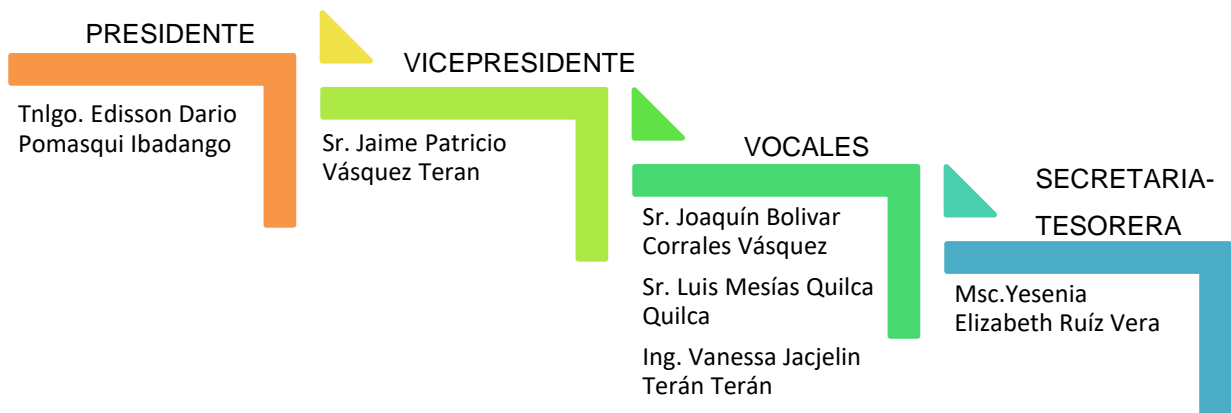 PRESIDENTE
Tnlgo. Edisson Dario
Pomasqui Ibadango
VICEPRESIDENTE
Sr. Jaime Patricio
Vásquez Teran
VOCALES
Sr. Joaquín Bolivar
Corrales Vásquez
Sr. Luis Mesías Quilca
Quilca
Ing. Vanessa Jacjelin
Terán Terán
SECRETARIA-
TESORERA
Msc.Yesenia
Elizabeth Ruíz Vera